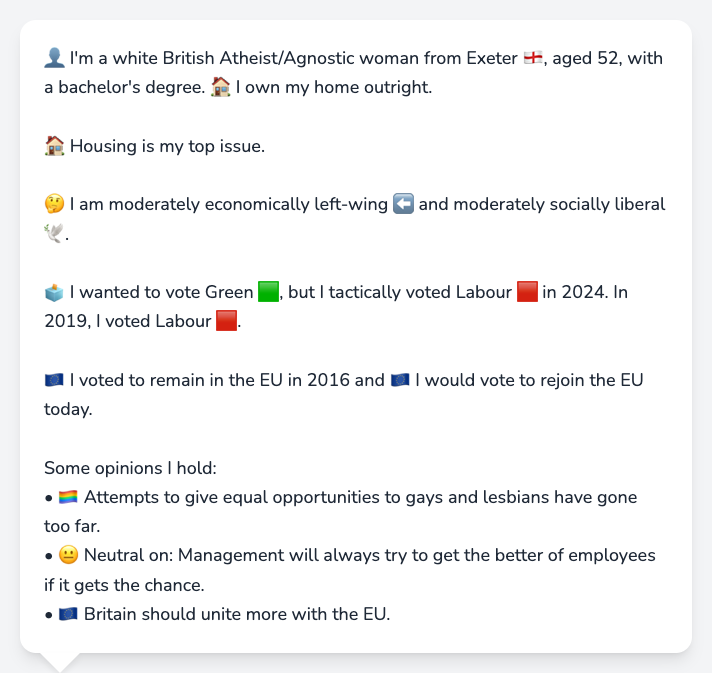 👤 I'm a white British Atheist/Agnostic woman from Exeter 🏴󠁧󠁢󠁥󠁮󠁧󠁿, aged 52, with
a bachelor's degree. 🏠 I own my home outright.
🏠 Housing is my top issue.
🤔 I am moderately economically left-wing ⬅️ and moderately socially liberal
🕊️.
🗳️ I wanted to vote Green 🟩, but I tactically voted Labour 🟥 in 2024. In
2019, I voted Labour 🟥.
🇪🇺 I voted to remain in the EU in 2016 and 🇪🇺 I would vote to rejoin the EU
today.
Some opinions I hold:
• 🏳️‍🌈 Attempts to give equal opportunities to gays and lesbians have gone
too far.
• 😐 Neutral on: Management will always try to get the better of employees
if it gets the chance.
• 🇪🇺 Britain should unite more with the EU.